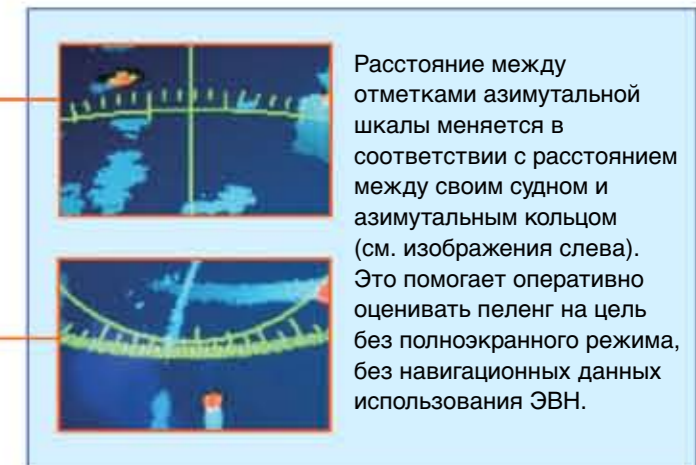 Расстояние между
отметками азимутальной
шкалы меняется в
соответствии с расстоянием
между своим судном и
азимутальным кольцом
(см. изображения слева).
Это помогает оперативно
оценивать пеленг на цель
без полноэкранного режима,
без навигационных данных
использования ЭВН.